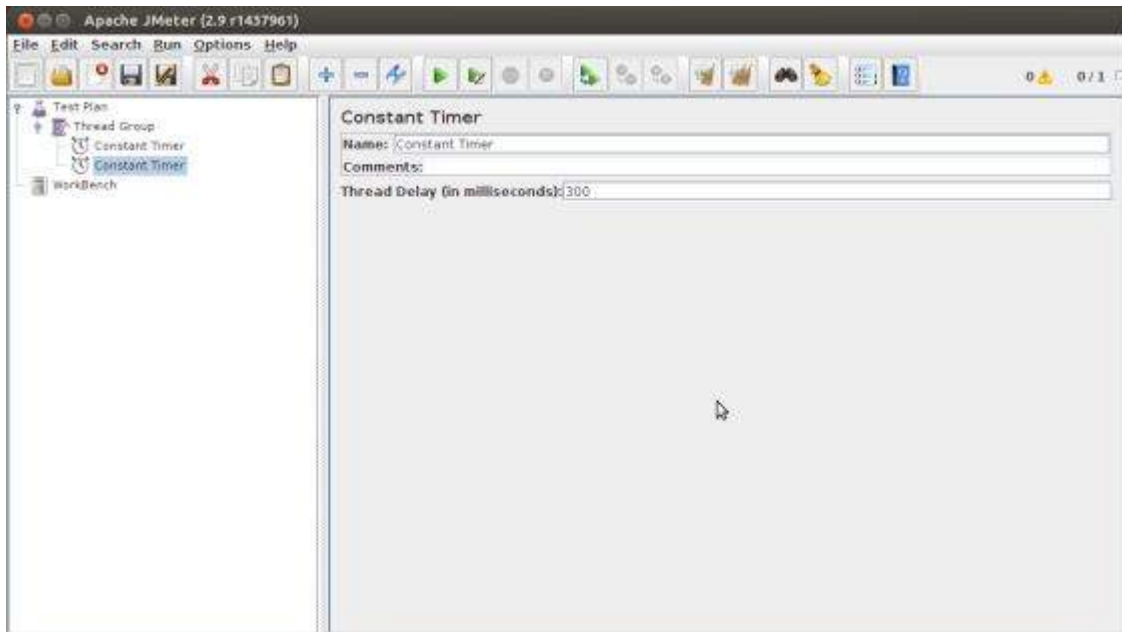 Apache JMeter (2.9 r1437961)
File Edit Search Run Options Help
0 0/1
Test Plan
Thread Group
Constant Timer
Constant Timer
WorkBench
Constant Timer
Name: Constant Timer
Comments:
Thread Delay (in milliseconds): 300